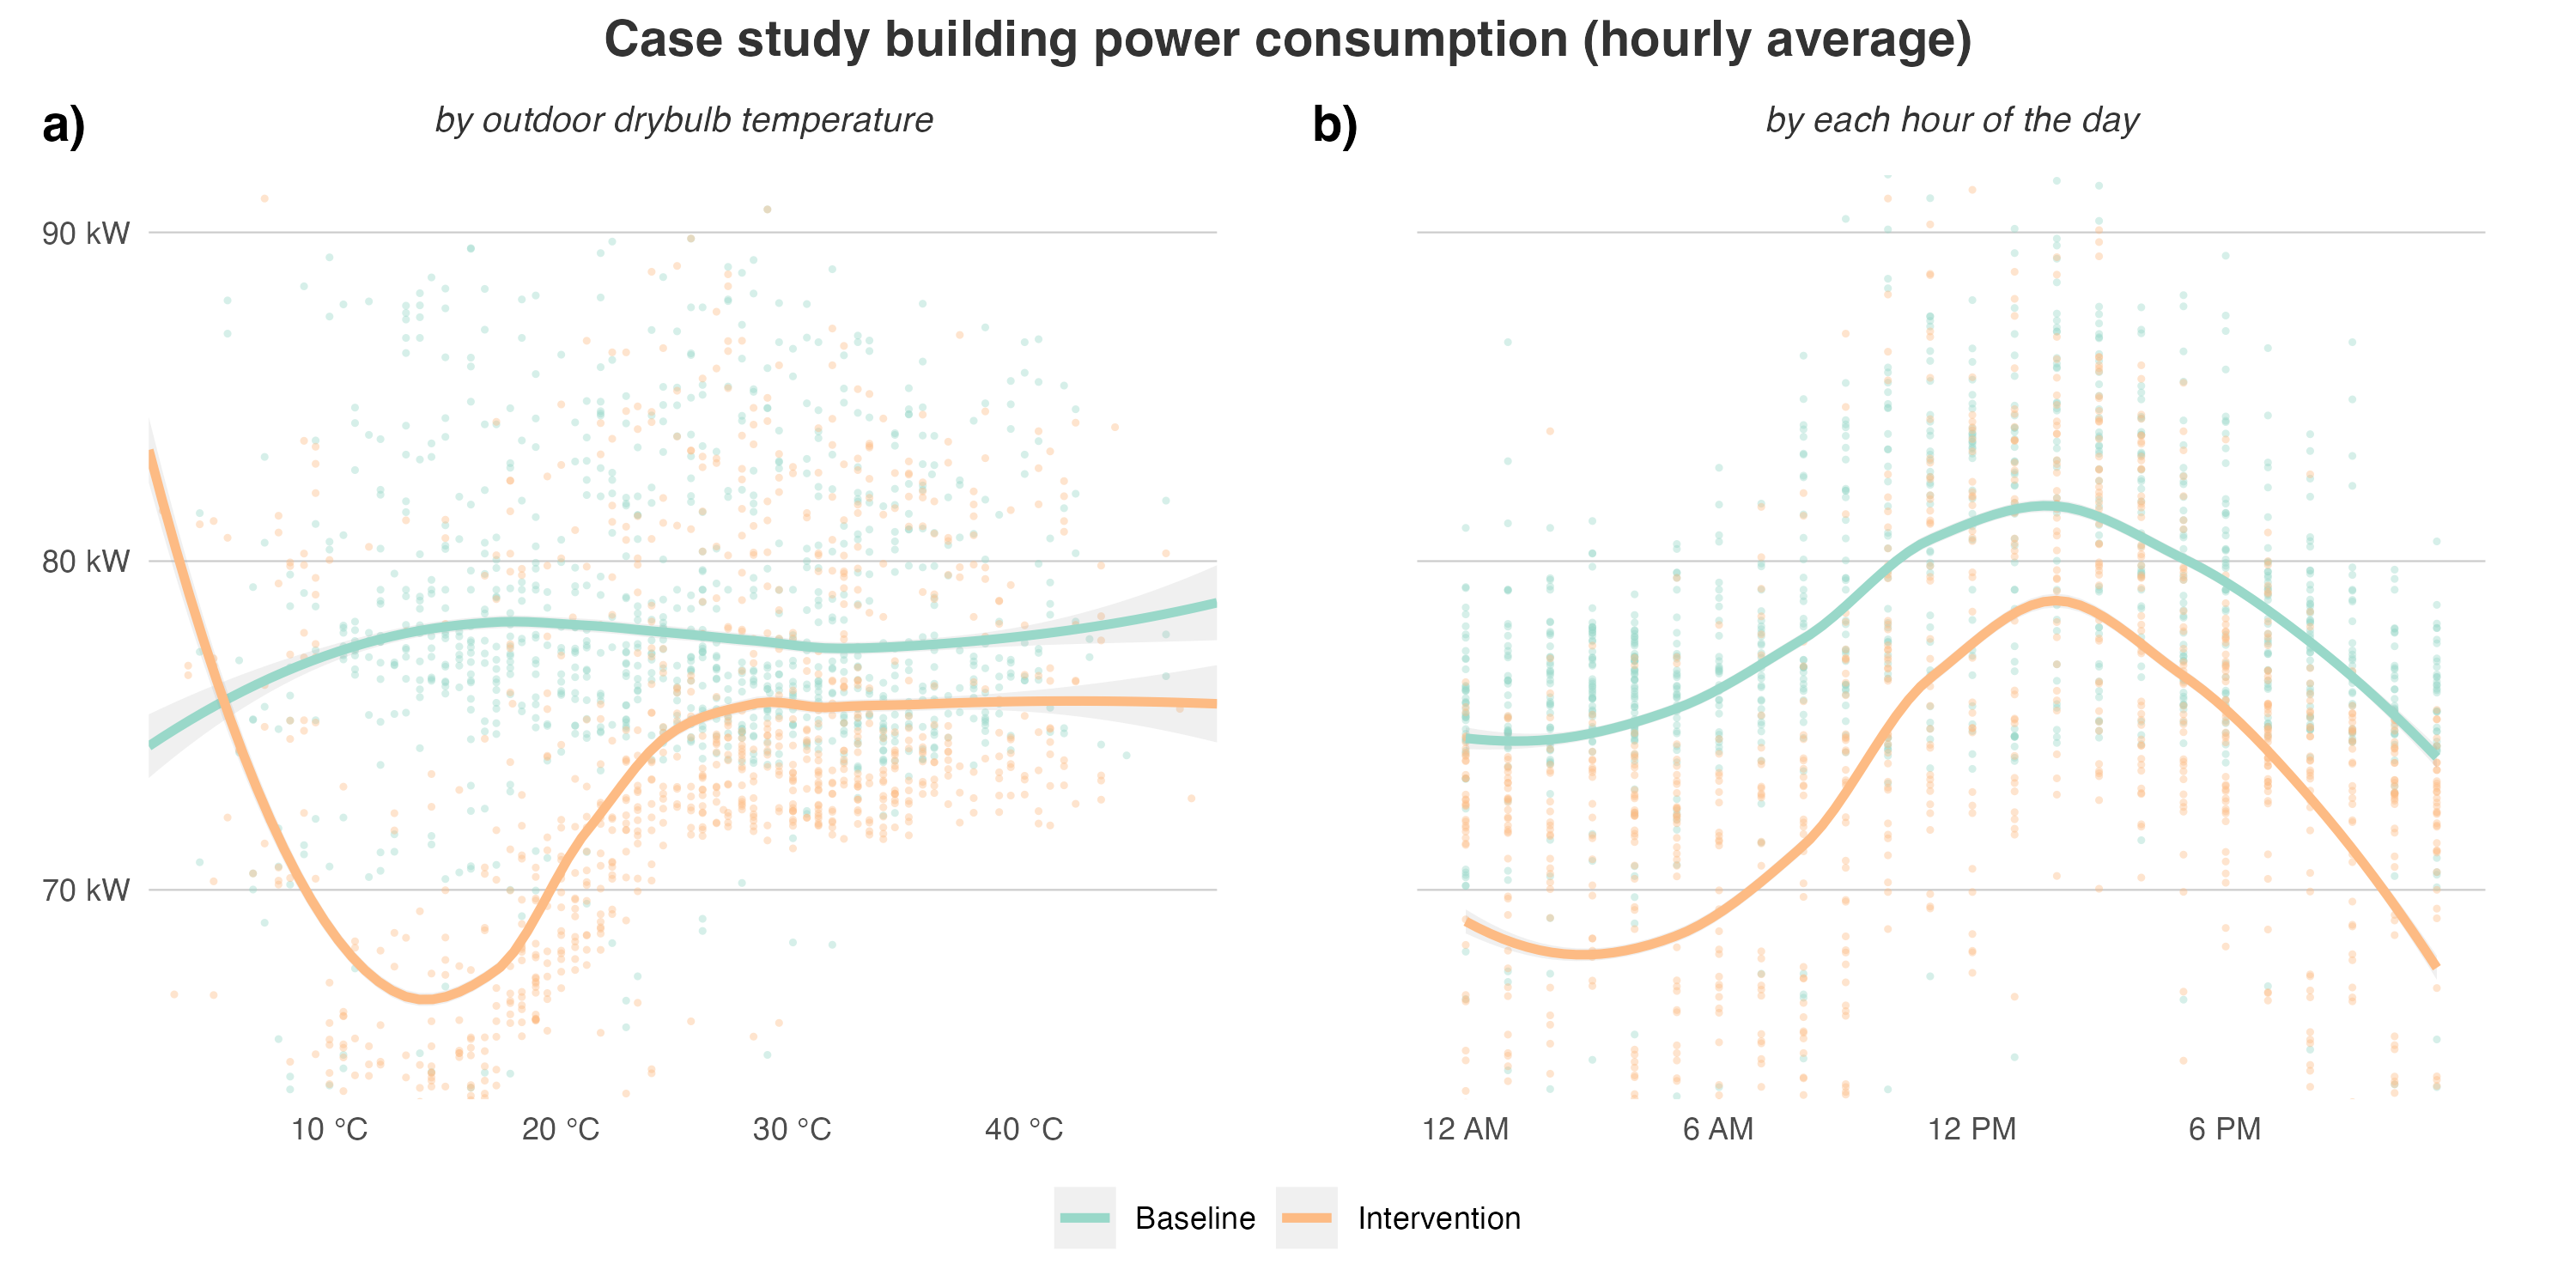 Case study building power consumption (hourly average)
a)
by outdoor drybulb temperature
90 kW
80 kW
70 kW
10 °C 20 °C 30 °C 40 °C
b)
by each hour of the day
12 AM 6 AM 12 PM 6 PM
Baseline Intervention